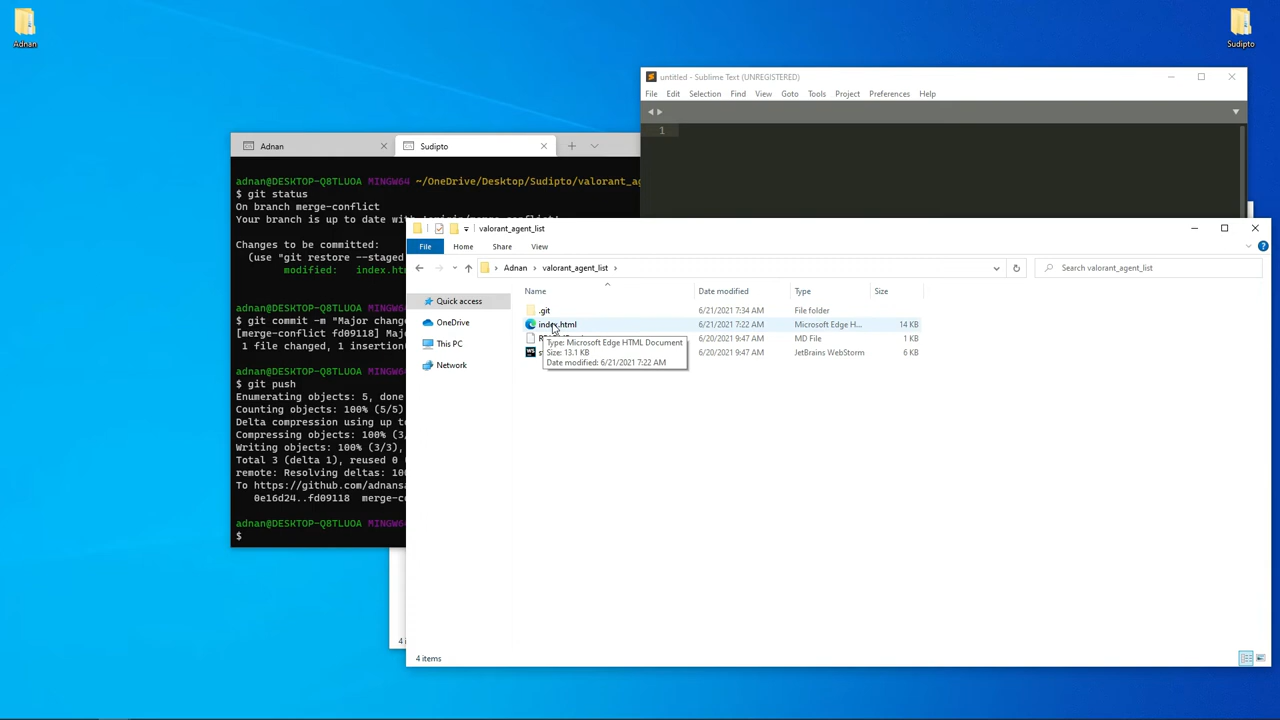 Adnan
Sudipto
untitled - Sublime Text (UNREGISTERED)
File Edit Selection Find View Goto Tools Project Preferences Help
1
Adnan
Sudipto
adnan@DESKTOP-Q8TLUOA MINGW64 ~/OneDrive/Desktop/Sudipto/valorant_ag
$ git status
On branch merge-conflict
Your branch is up to date with
Changes to be committed:
(use "git restore --staged
modified: index.ht
$ git commit -m "Major change
[merge-conflict fd09118] Major
1 file changed, 1 insertion
adnan@DESKTOP-Q8TLUOA MINGW64
$ git push
Enumerating objects: 5, done
Counting objects: 100% (5/5)
Delta compression using up to
Compressing objects: 100% (3/
Writing objects: 100% (3/3),
Total 3 (delta 1), reused 0
remote: Resolving deltas: 100
To https://github.com/adnansa
0e16d24..fd09118 merge-co
adnan@DESKTOP-Q8TLUOA MINGW64
$
valorant_agent_list
File Home Share View
Adnan > valorant_agent_list >
Search valorant_agent_list
Quick access
OneDrive
This PC
Network
Name Date modified Type Size
.git 6/21/2021 7:34 AM File folder
index.html 6/21/2021 7:22 AM Microsoft Edge H... 14 KB
6/20/2021 9:47 AM MD File 1 KB
6/20/2021 9:47 AM JetBrains WebStorm 6 KB
Type: Microsoft Edge HTML Document
Size: 13.1 KB
Date modified: 6/21/2021 7:22 AM
4 items